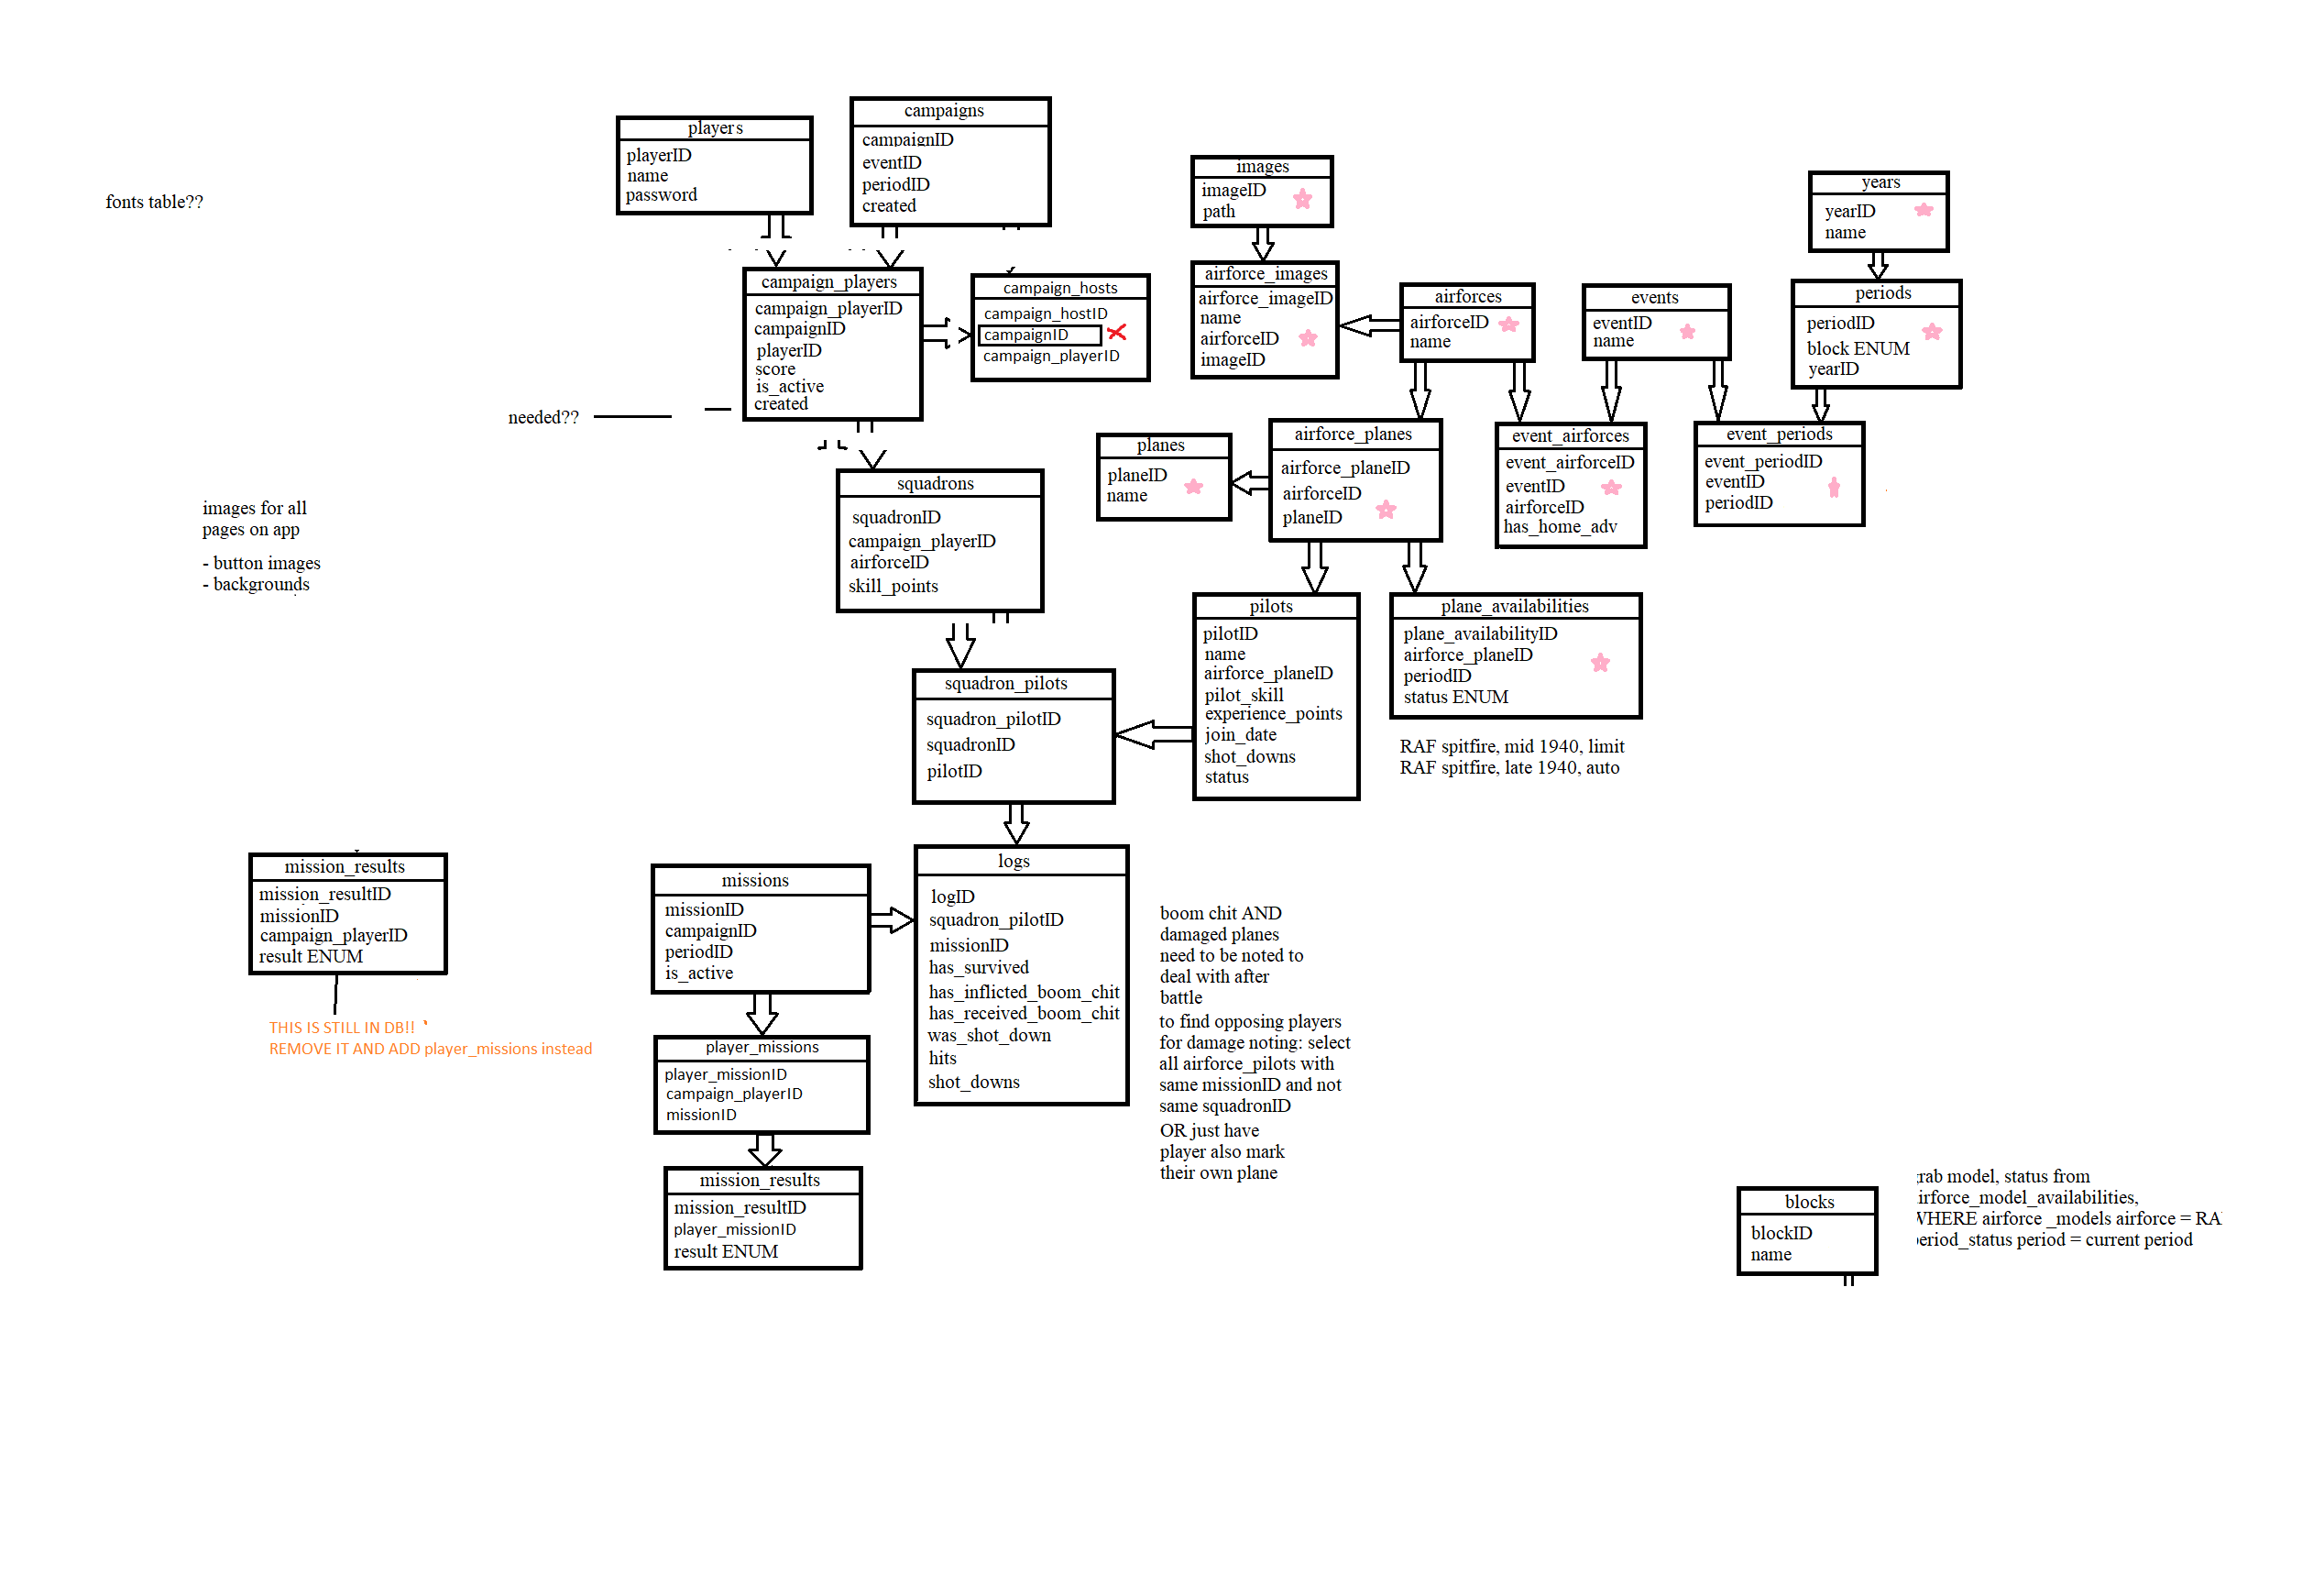 fonts table??
players
playerID
name
password
campaigns
campaignID
eventID
periodID
created
images
imageID
path
years
yearID
name
campaign_players
campaign_playerID
campaignID
playerID
score
is_active
created
needed??
campaign_hosts
campaign_hostID
campaignID
campaign_playerID
airforce_images
airforce_imageID
name
airforceID
imageID
airforces
airforceID
name
events
eventID
name
periods
periodID
block ENUM
yearID
planes
planeID
name
airforce_planes
airforce_planeID
airforceID
planeID
event_airforces
event_airforceID
eventID
airforceID
has_home_adv
event_periods
event_periodID
eventID
periodID
images for all
pages on app
- button images
- backgrounds
squadrons
squadronID
campaign_playerID
airforceID
skill_points
squadron_pilots
squadron_pilotID
squadronID
pilotID
pilots
pilotID
name
airforce_planeID
pilot_skill
experience_points
join_date
shot_downs
status
plane_availabilities
plane_availabilityID
airforce_planeID
periodID
status ENUM
RAF spitfire, mid 1940, limit
RAF spitfire, late 1940, auto
mission_results
mission_resultID
missionID
campaign_playerID
result ENUM
THIS IS STILL IN DB!!
REMOVE IT AND ADD player_missions instead
missions
missionID
campaignID
periodID
is_active
player_missions
player_missionID
campaign_playerID
missionID
mission_results
mission_resultID
player_missionID
result ENUM
logs
logID
squadron_pilotID
missionID
has_survived
has_inflicted_boom_chit
has_received_boom_chit
was_shot_down
hits
shot_downs
boom chit AND
damaged planes
need to be noted to
deal with after
battle
to find opposing players
for damage noting: select
all airforce_pilots with
same missionID and not
same squadronID
OR just have
player also mark
their own plane
blocks
blockID
name
model, status from
WHERE airforce _models airforce =
period = current period